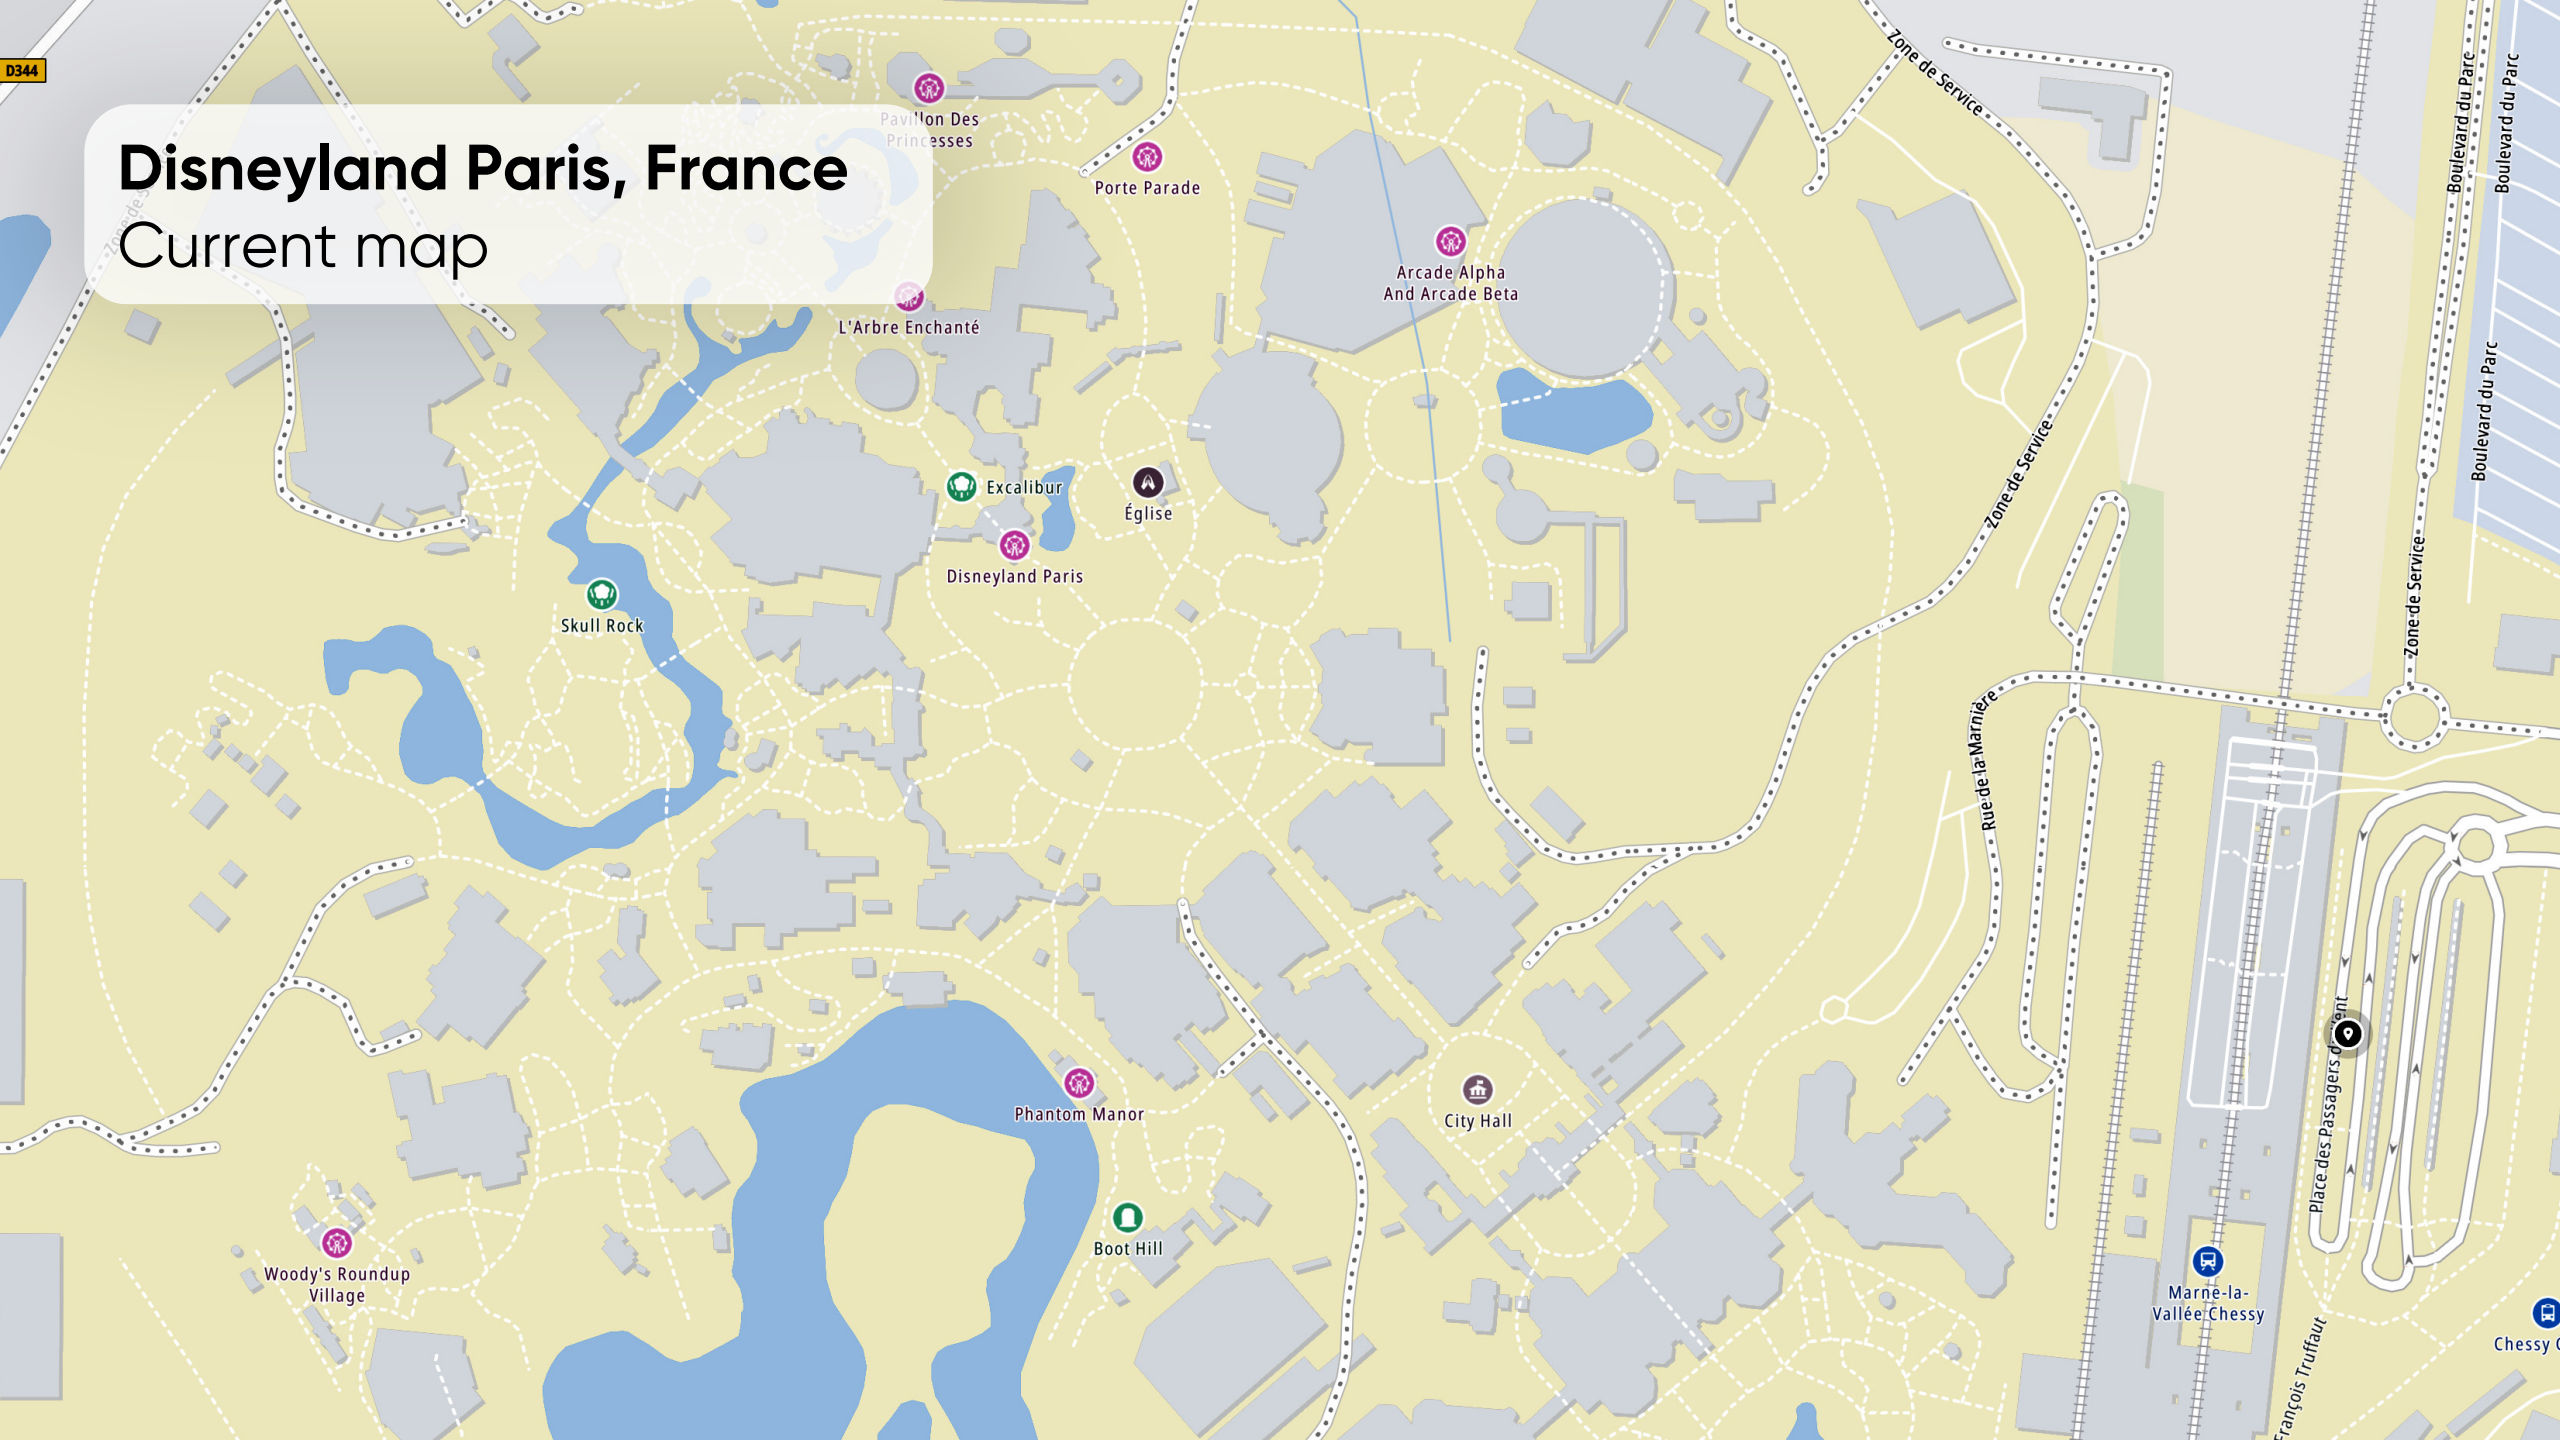 D344
Disneyland Paris, France
Current map
Pavillon Des
Princesses
Porte Parade
L'Arbre Enchanté
Arcade Alpha
And Arcade Beta
Zone de Service
Boulevard du Parc
Boulevard du Parc
Boulevard du Parc
Zone de Service
Zone de Service
Excalibur
Église
Disneyland Paris
Skull Rock
Rue de la Marnière
Phantom Manor
City Hall
Boot Hill
Woody's Roundup
Village
Place des Passagers du Vent
Marne-la-
Vallée Chessy
Chessy
François Truffaut